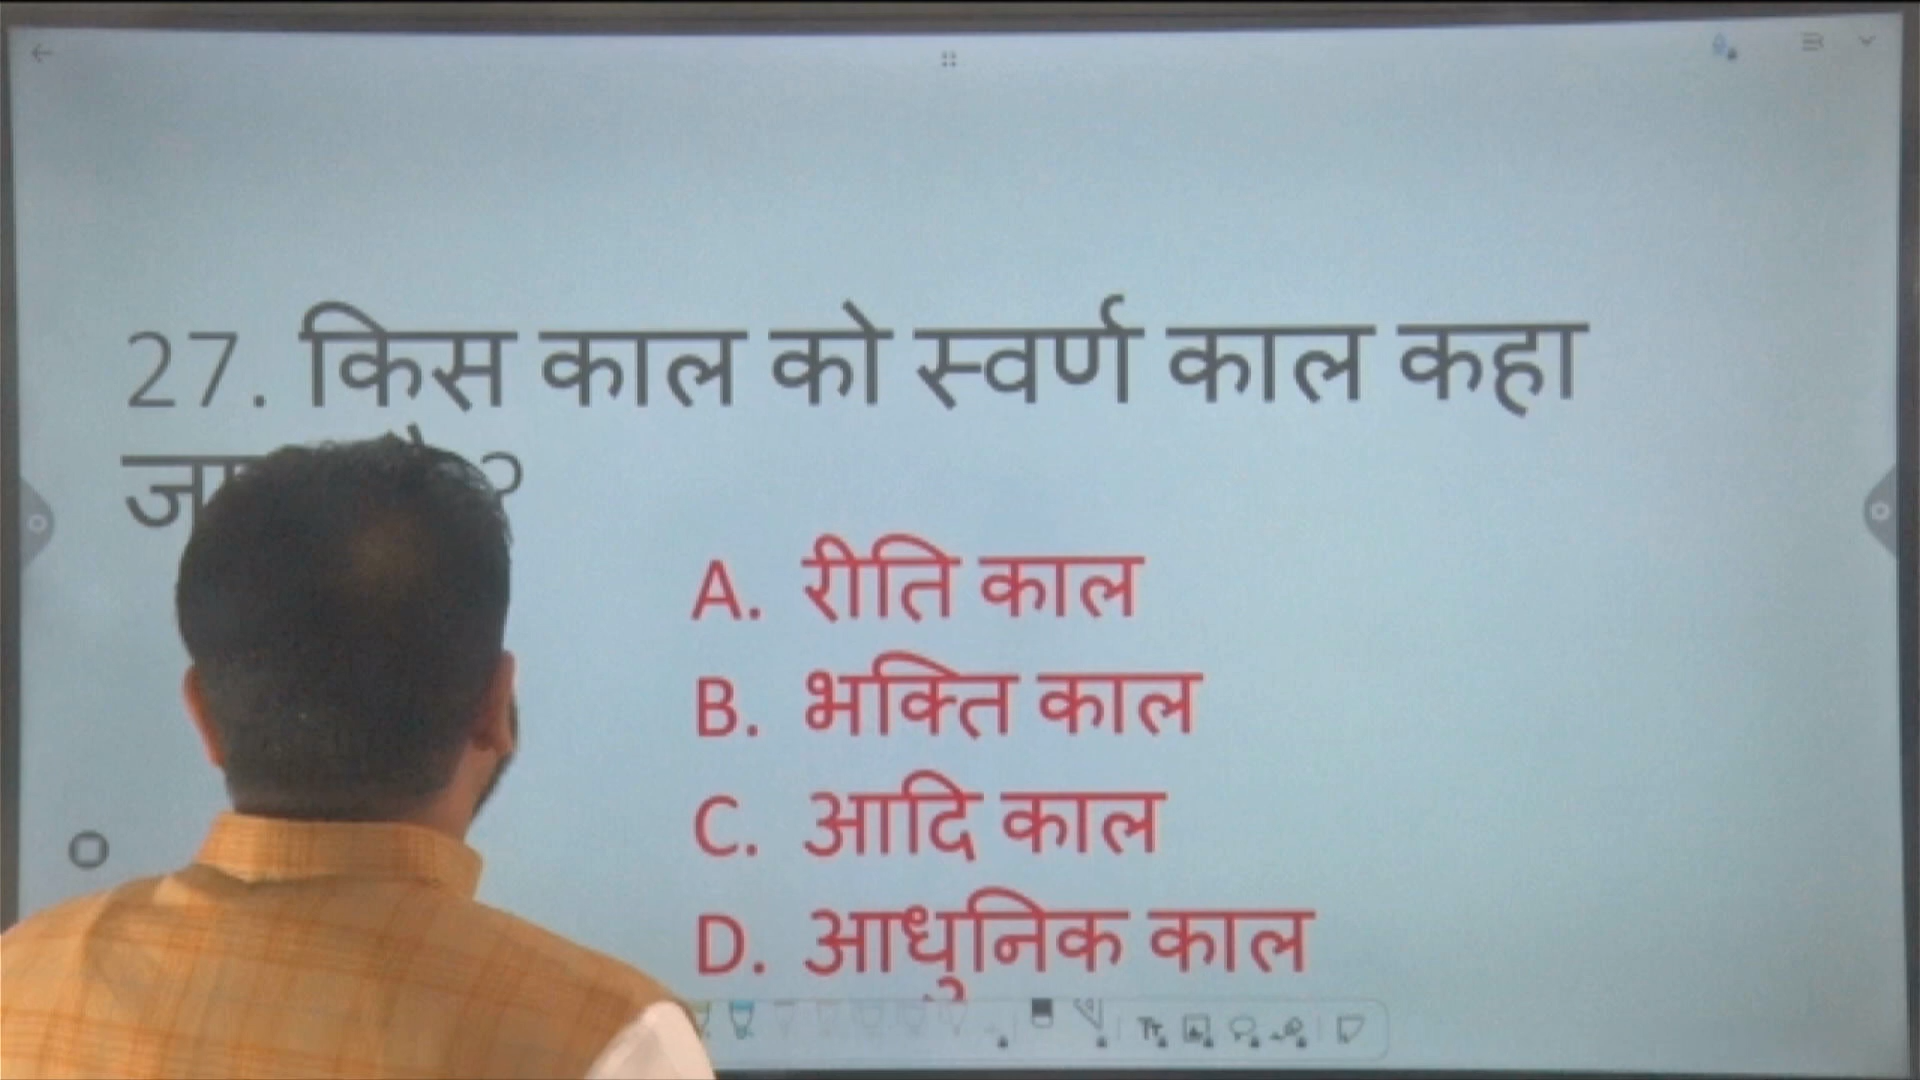 27. किस काल को स्वर्ण काल कहा
?
A. रीति काल
B. भक्ति काल
C. आदि काल
D. आधुनिक काल